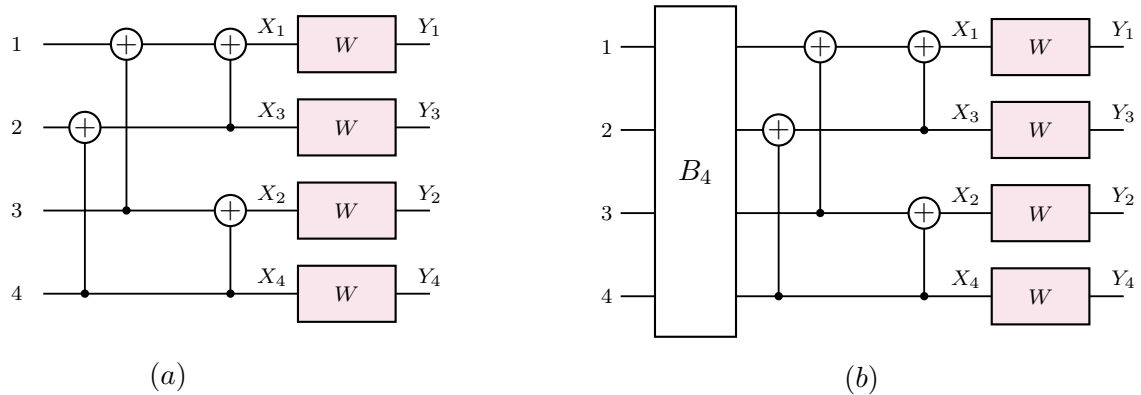 1 X₁ W Y₁
2 X₃ W Y₃
3 X₂ W Y₂
4 X₄ W Y₄
(a)
1 X₁ W Y₁
2 X₃ W Y₃
B₄
3 X₂ W Y₂
4 X₄ W Y₄
(b)